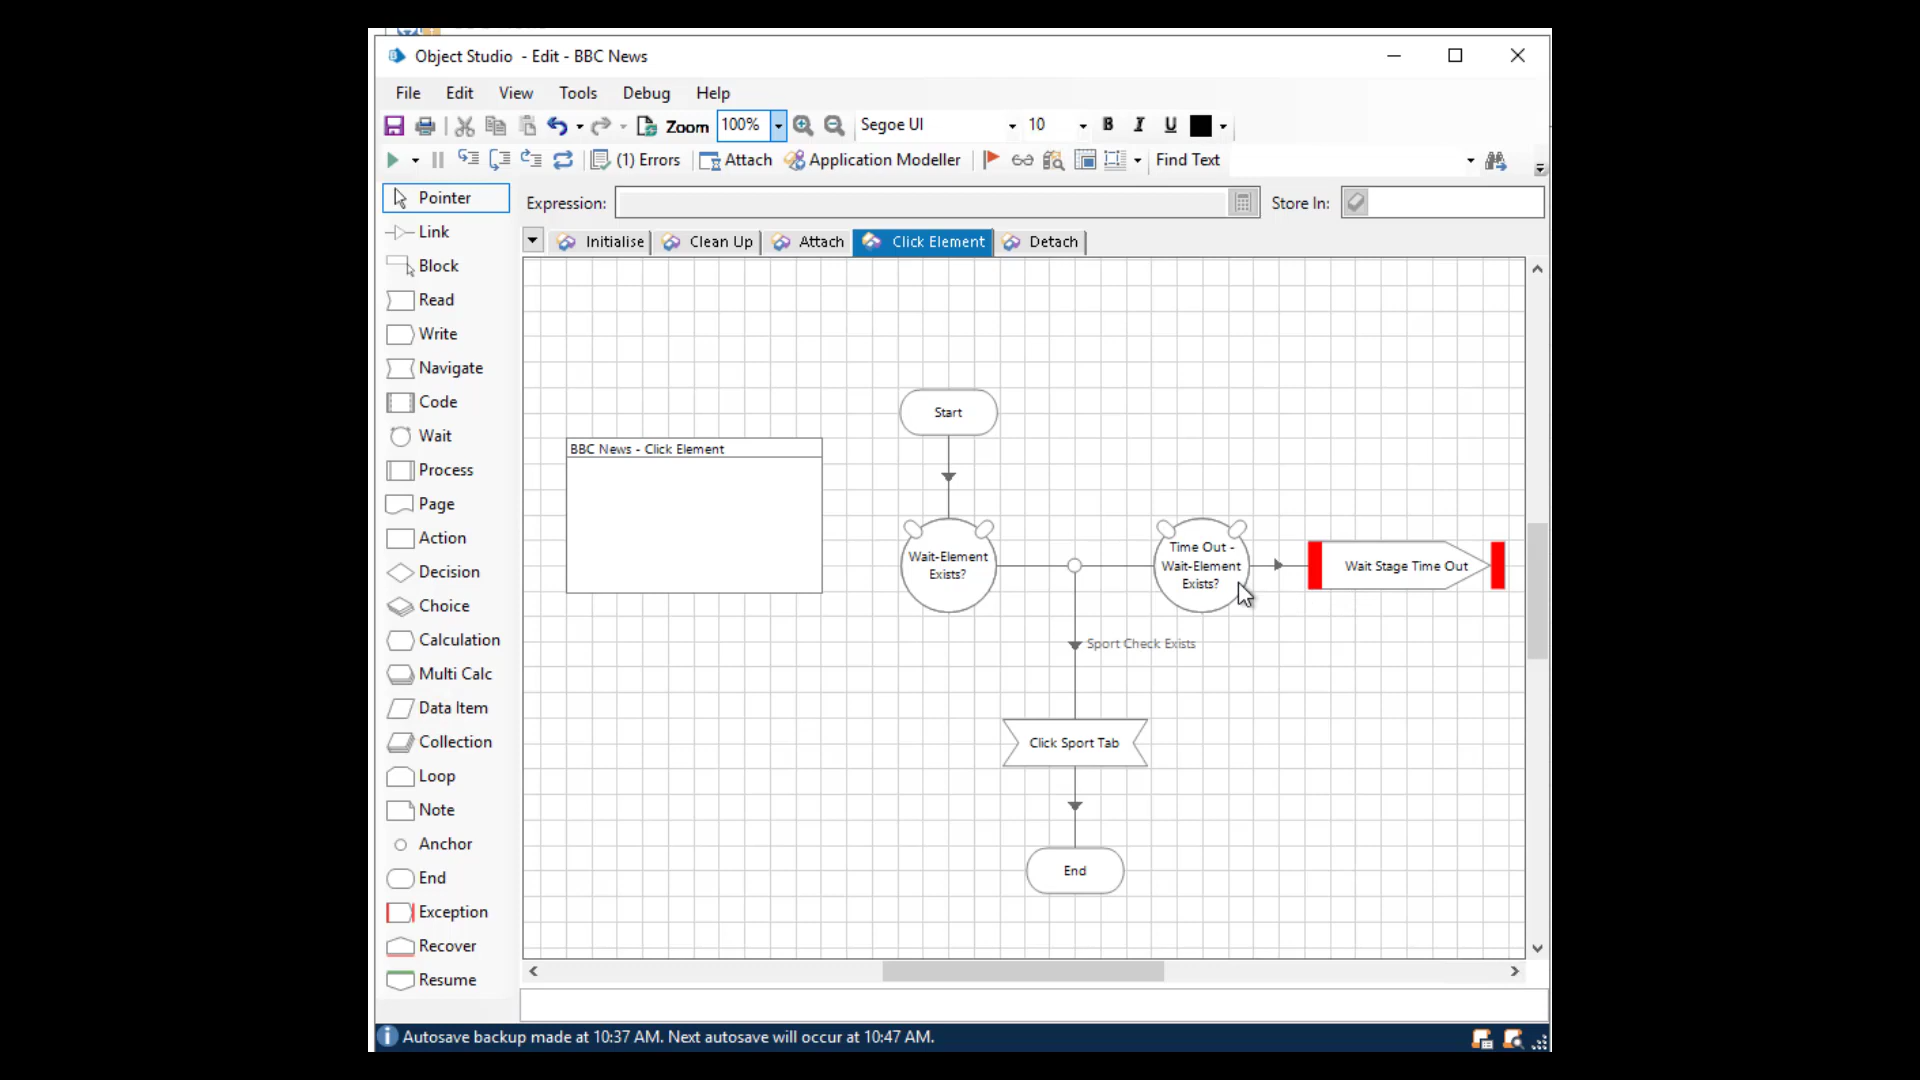 Object Studio - Edit - BBC News
File Edit View Tools Debug Help
Zoom 100% Segoe UI 10 B I U
(1) Errors Attach Application Modeller Find Text
Pointer
Expression: Store In:
Link
Initialise Clean Up Attach Click Element Detach
Block
Read
Write
Navigate
Code
Wait
Process
Page
Action
Decision
Choice
Calculation
Multi Calc
Data Item
Collection
Loop
Note
Anchor
End
Exception
Recover
Resume
Start
BBC News - Click Element
Wait-Element
Exists?
Time Out -
Wait-Element
Exists?
Wait Stage Time Out
Sport Check Exists
Click Sport Tab
End
Autosave backup made at 10:37 AM. Next autosave will occur at 10:47 AM.